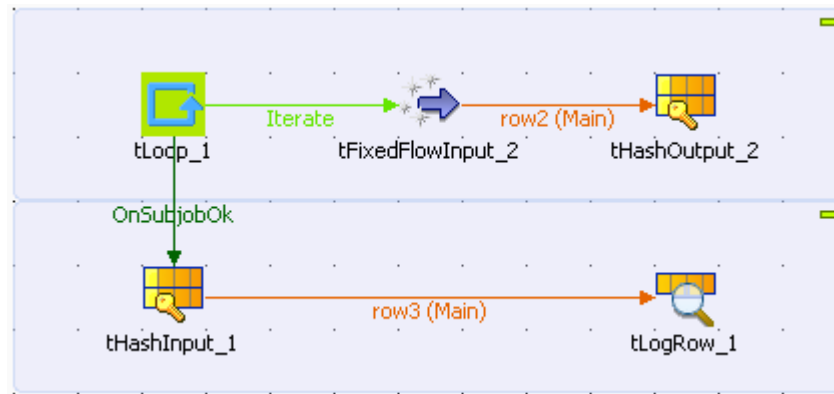 Iterate
row2 (Main)
tLoop_1
tFixedFlowInput_2
tHashOutput_2
OnSubjobOk
row3 (Main)
tHashInput_1
tLogRow_1